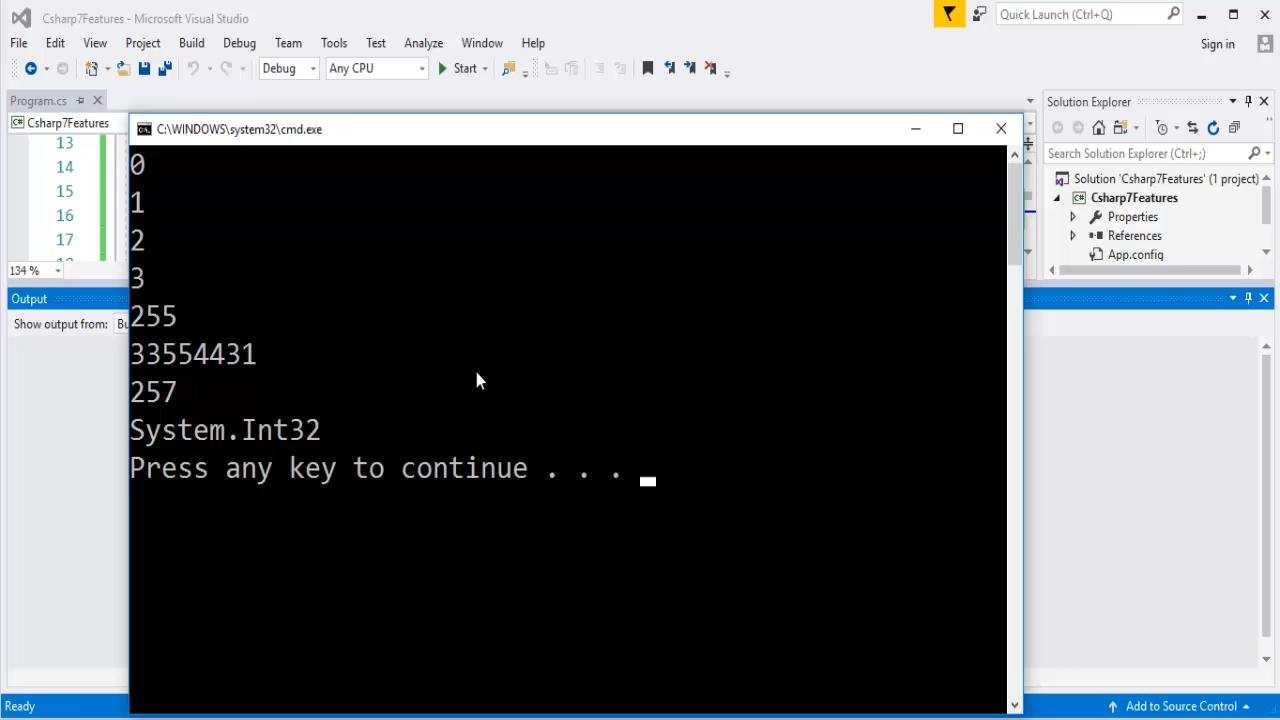 Csharp7Features - Microsoft Visual Studio
Quick Launch (Ctrl+Q)
File Edit View Project Build Debug Team Tools Test Analyze Window Help
Sign in
Debug Any CPU Start
Program.cs
Solution Explorer
Csharp7Features
C:\WINDOWS\system32\cmd.exe
13
14
15
16
17
134 %
Search Solution Explorer (Ctrl+;)
Solution 'Csharp7Features' (1 project)
Csharp7Features
Properties
References
App.config
Output
Show output from:
0
1
2
3
255
33554431
257
System.Int32
Press any key to continue . . .
Ready
Add to Source Control